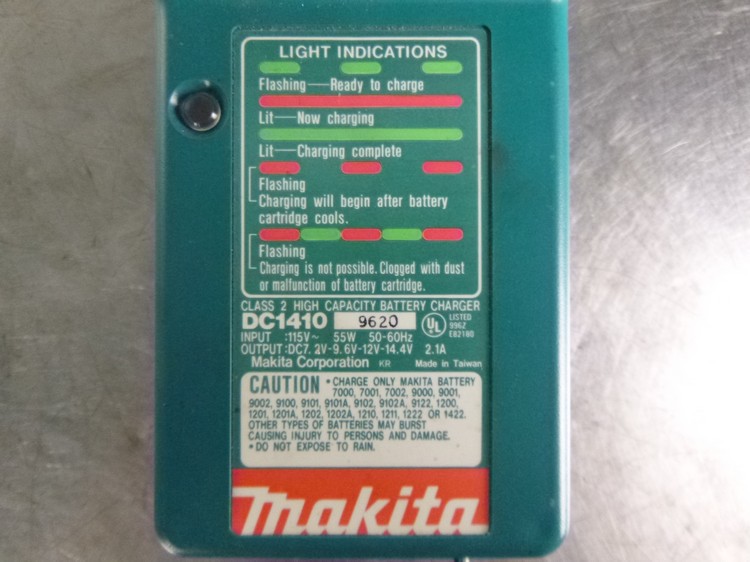 LIGHT INDICATIONS
Flashing—Ready to charge
Lit—Now charging
Lit—Charging complete
Flashing
Charging will begin after battery
cartridge cools.
Flashing
Charging is not possible. Clogged with dust
or malfunction of battery cartridge.
CLASS 2 HIGH CAPACITY BATTERY CHARGER
DC1410 9620 UL LISTED
996Z
E82180
INPUT :115V~ 55W 50-60Hz
OUTPUT:DC7.2V-9.6V-12V-14.4V 2.1A
Makita Corporation KR Made in Taiwan
CAUTION • CHARGE ONLY MAKITA BATTERY
7000, 7001, 7002, 9000, 9001,
9002, 9100, 9101, 9101A, 9102, 9102A, 9122, 1200,
1201, 1201A, 1202, 1202A, 1210, 1211, 1222 OR 1422.
OTHER TYPES OF BATTERIES MAY BURST
CAUSING INJURY TO PERSONS AND DAMAGE.
• DO NOT EXPOSE TO RAIN.
makita